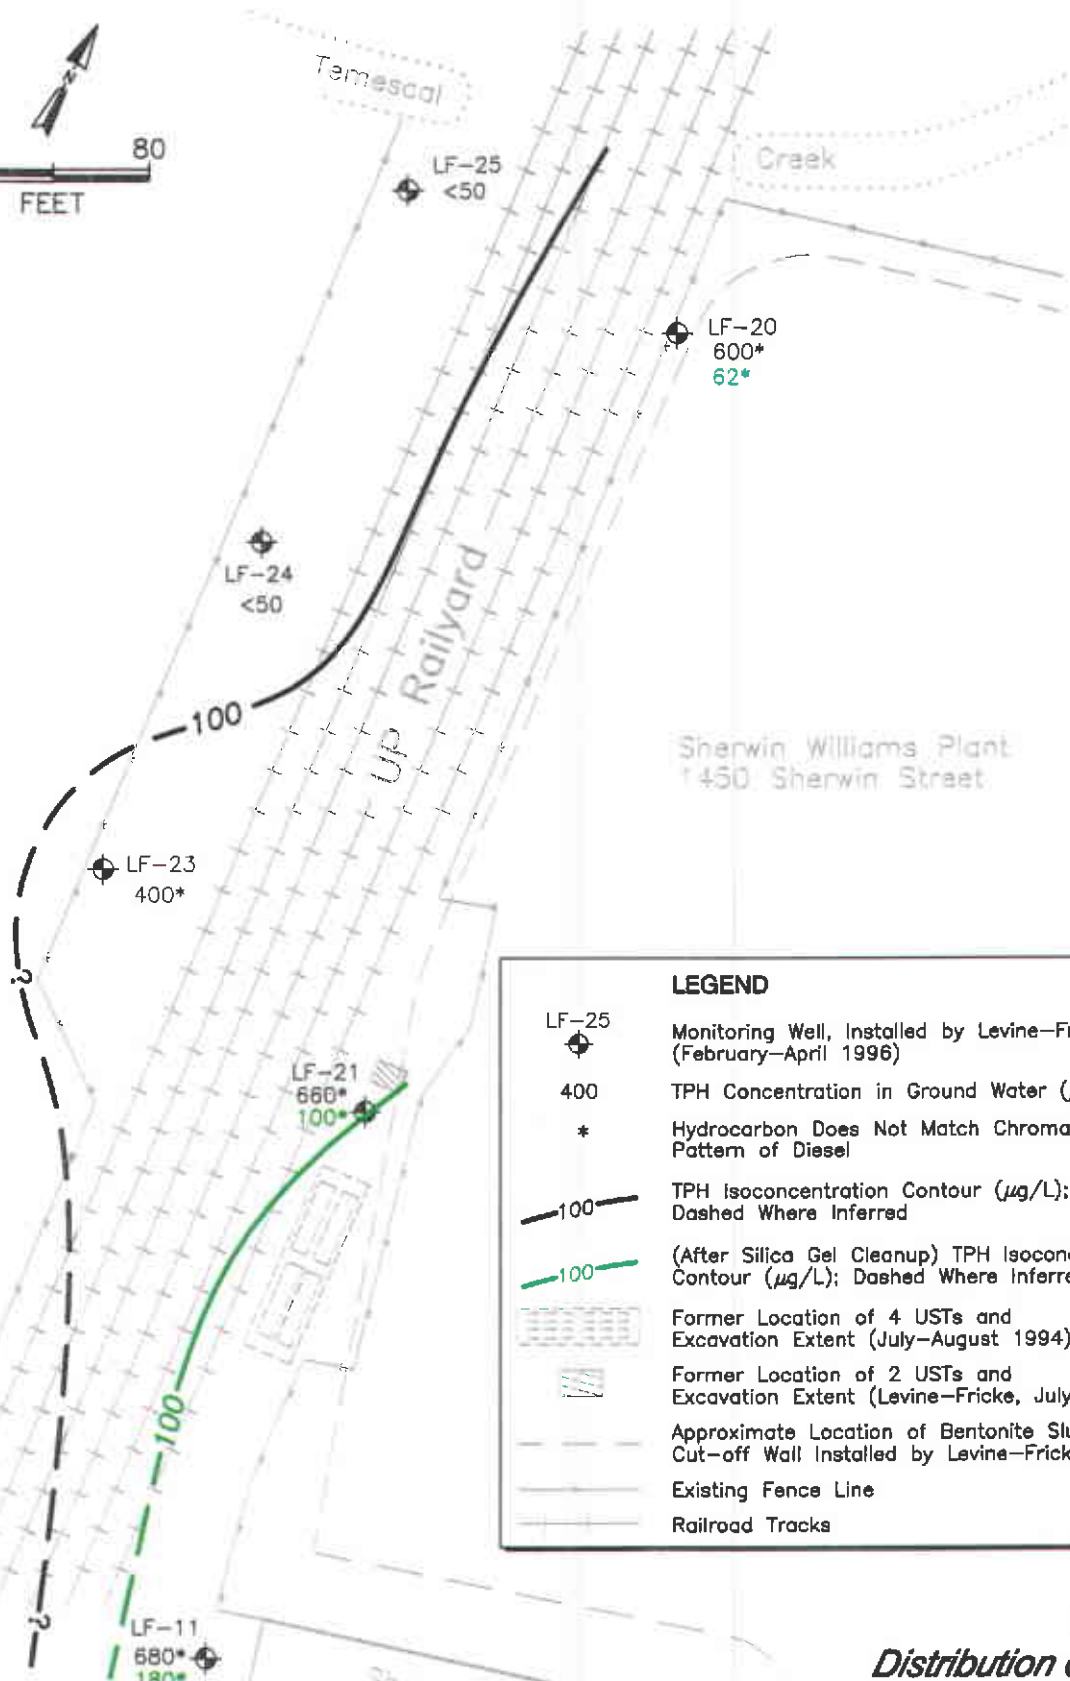 Temescal
N
80
FEET
LF-25
<50
Creek
LF-20
600*
62*
LF-24
<50
UP Railyard
100
Sherwin Williams Plant
1450 Sherwin Street
LF-23
400*
?
LF-21
660*
100*
100
?
LF-11
680*
180*
LEGEND
LF-25
Monitoring Well, Installed by Levine-Fr
(February-April 1996)
400
TPH Concentration in Ground Water (
*
Hydrocarbon Does Not Match Chroma
Pattern of Diesel
100
TPH Isoconcentration Contour (µg/L);
Dashed Where Inferred
100
(After Silica Gel Cleanup) TPH Isocon
Contour (µg/L); Dashed Where Inferre
Former Location of 4 USTs and
Excavation Extent (July-August 1994)
Former Location of 2 USTs and
Excavation Extent (Levine-Fricke, July
Approximate Location of Bentonite Slu
Cut-off Wall Installed by Levine-Frick
Existing Fence Line
Railroad Tracks
Distribution